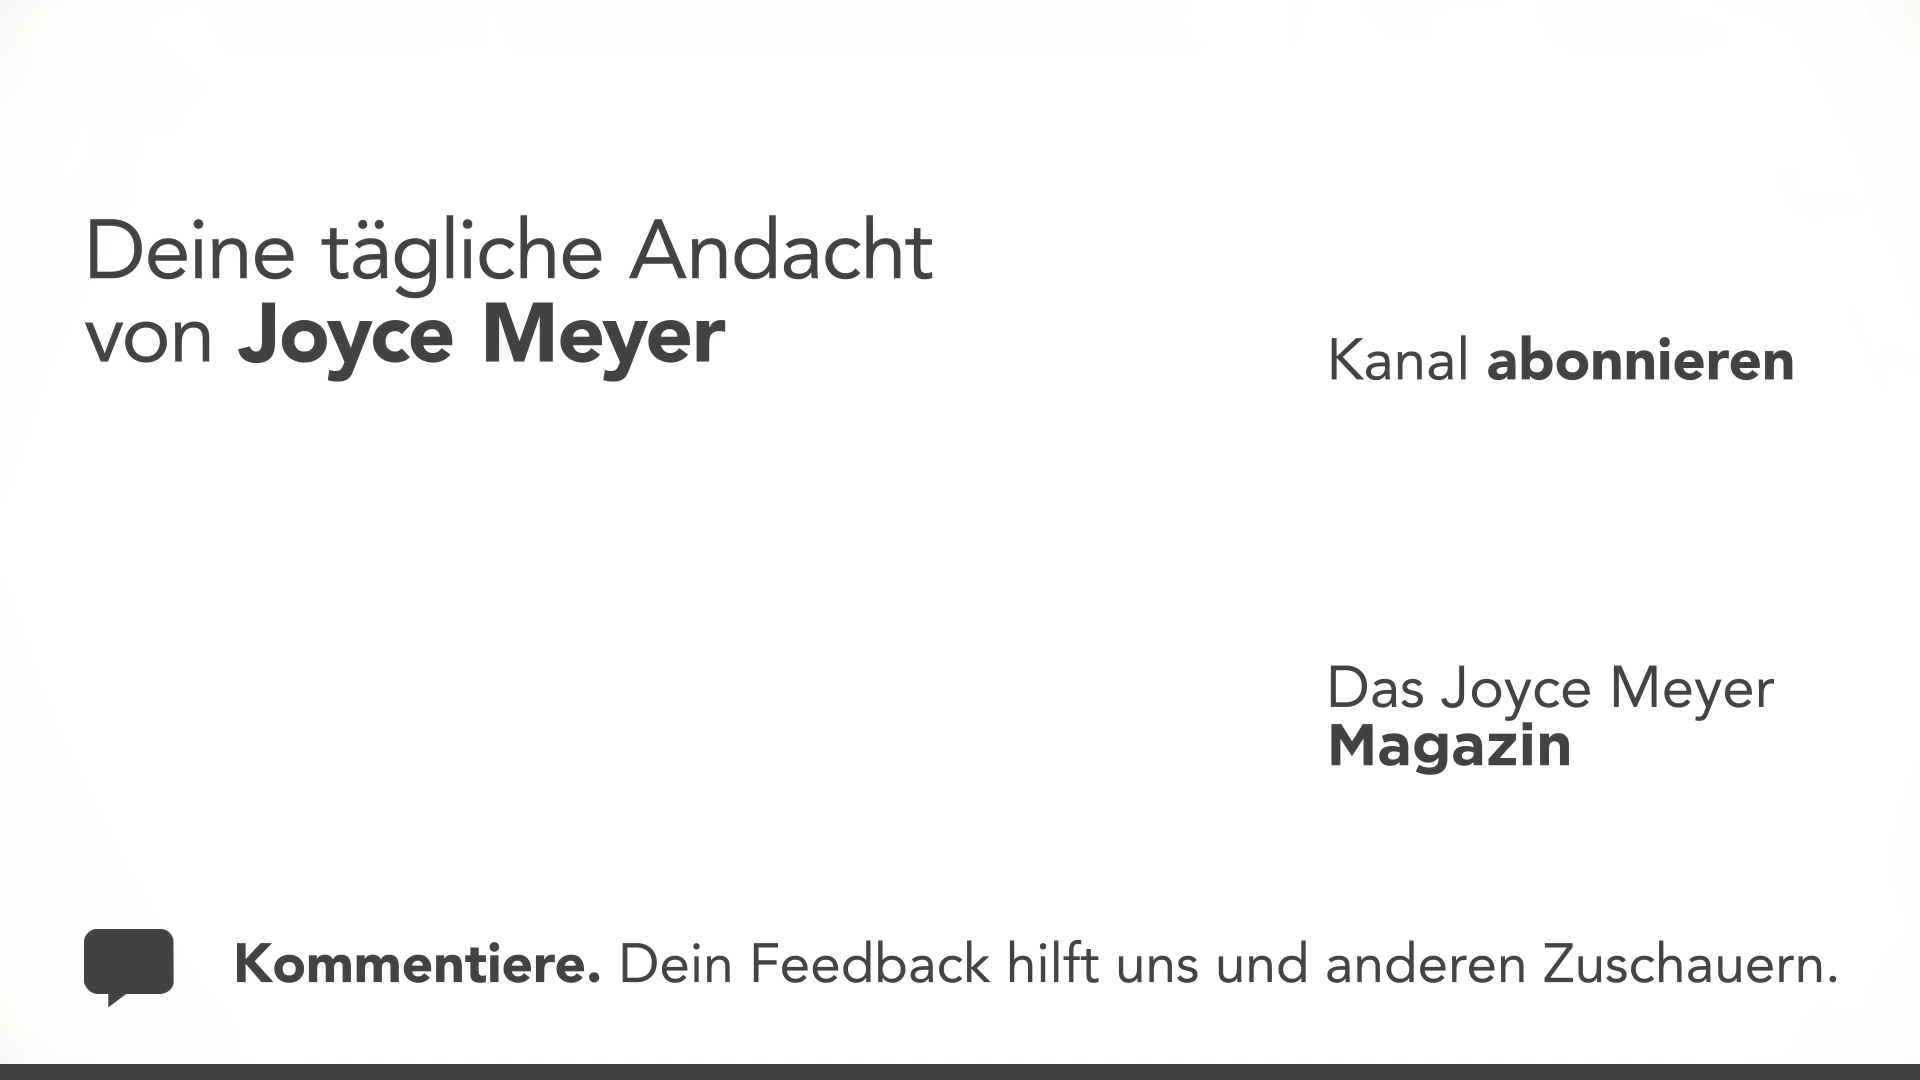 Deine tägliche Andacht
von Joyce Meyer
Kanal abonnieren
Das Joyce Meyer
Magazin
Kommentiere. Dein Feedback hilft uns und anderen Zuschauern.